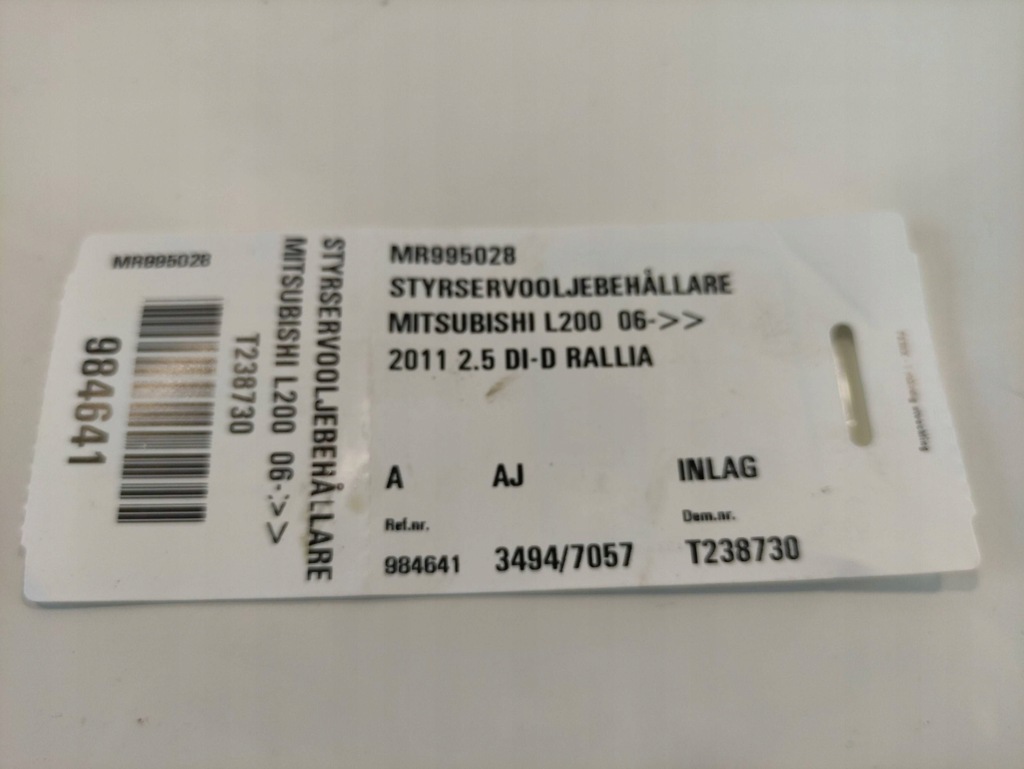 MR995028
984641
T238730
MITSUBISHI L200 06->>
STYRSERVOOLJEBEHÅLLARE
MR995028
STYRSERVOOLJEBEHÅLLARE
MITSUBISHI L200 06->>
2011 2.5 DI-D RALLIA
A AJ INLAG
Ref.nr. Dem.nr.
984641 3494/7057 T238730